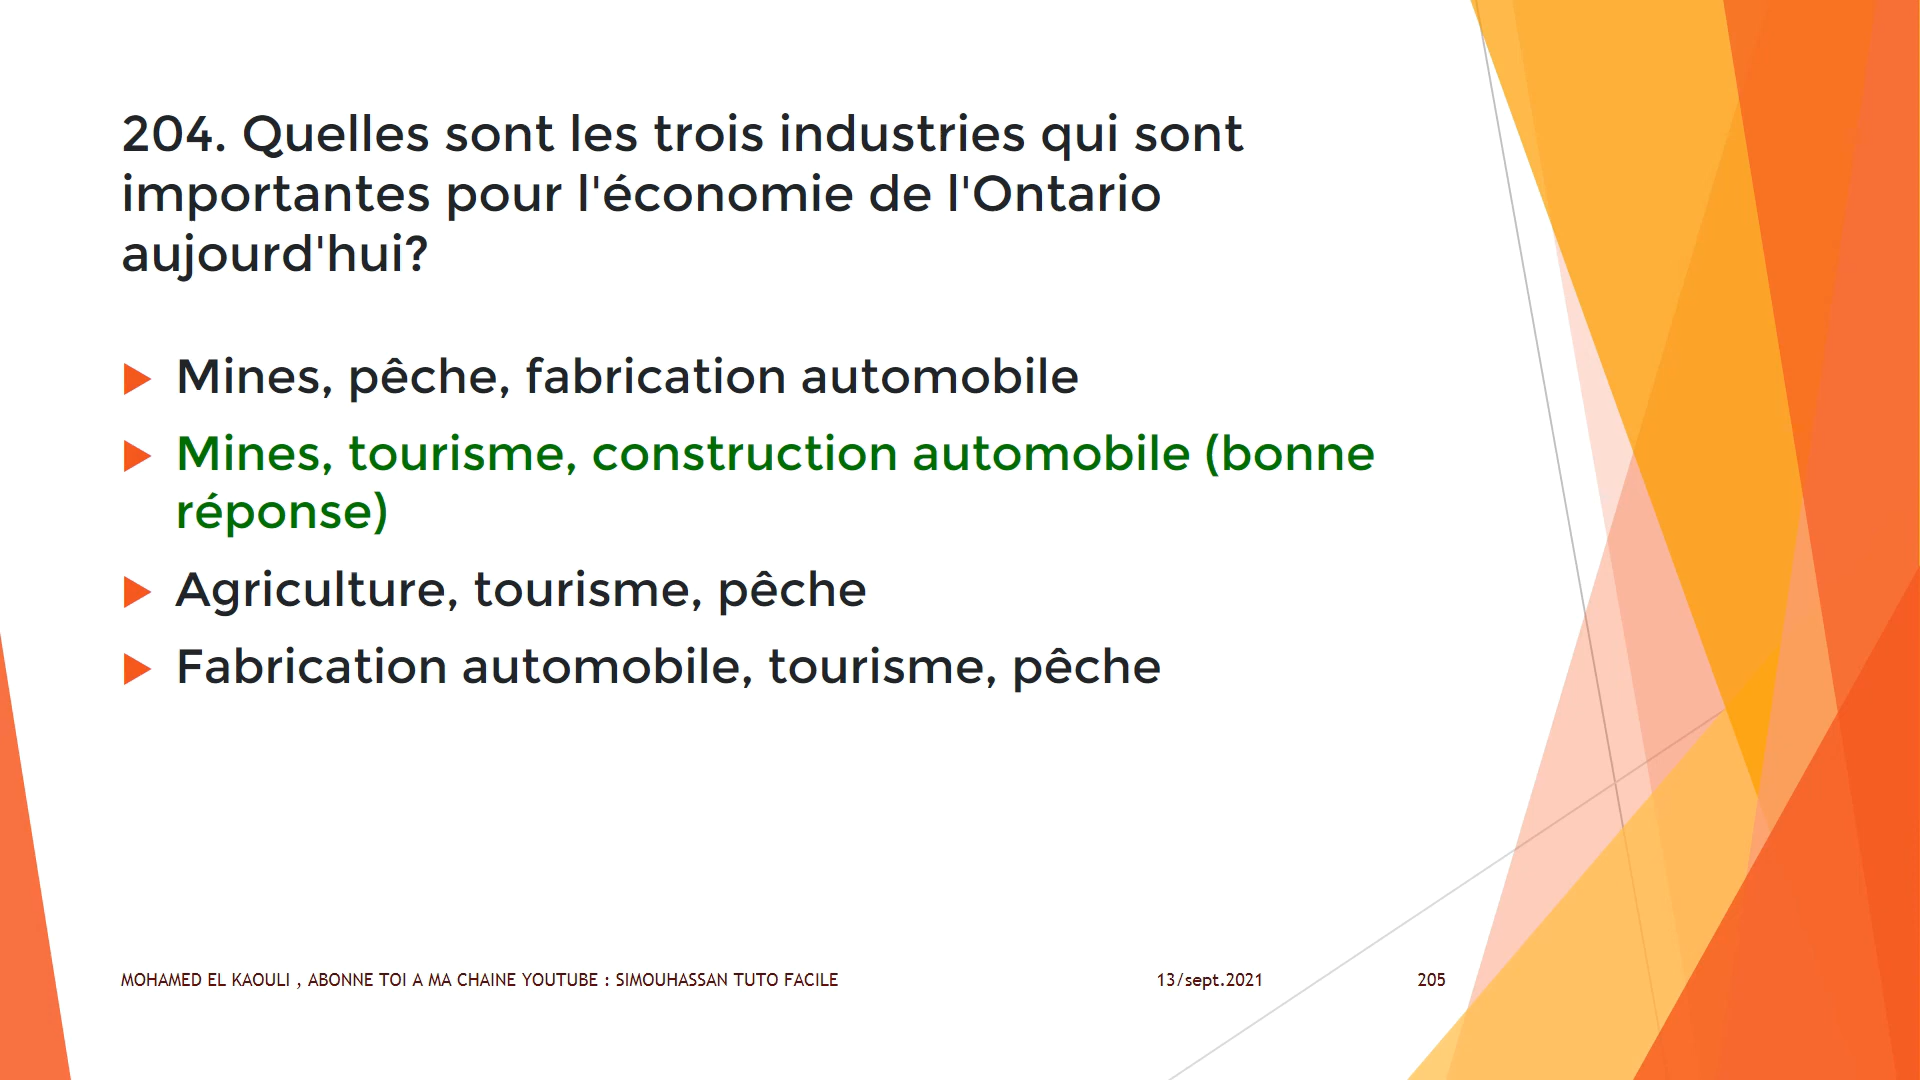 204. Quelles sont les trois industries qui sont
importantes pour l'économie de l'Ontario
aujourd'hui?
Mines, pêche, fabrication automobile
Mines, tourisme, construction automobile (bonne
réponse)
Agriculture, tourisme, pêche
Fabrication automobile, tourisme, pêche
MOHAMED EL KAOULI , ABONNE TOI A MA CHAINE YOUTUBE : SIMOUHASSAN TUTO FACILE 13/sept.2021 205